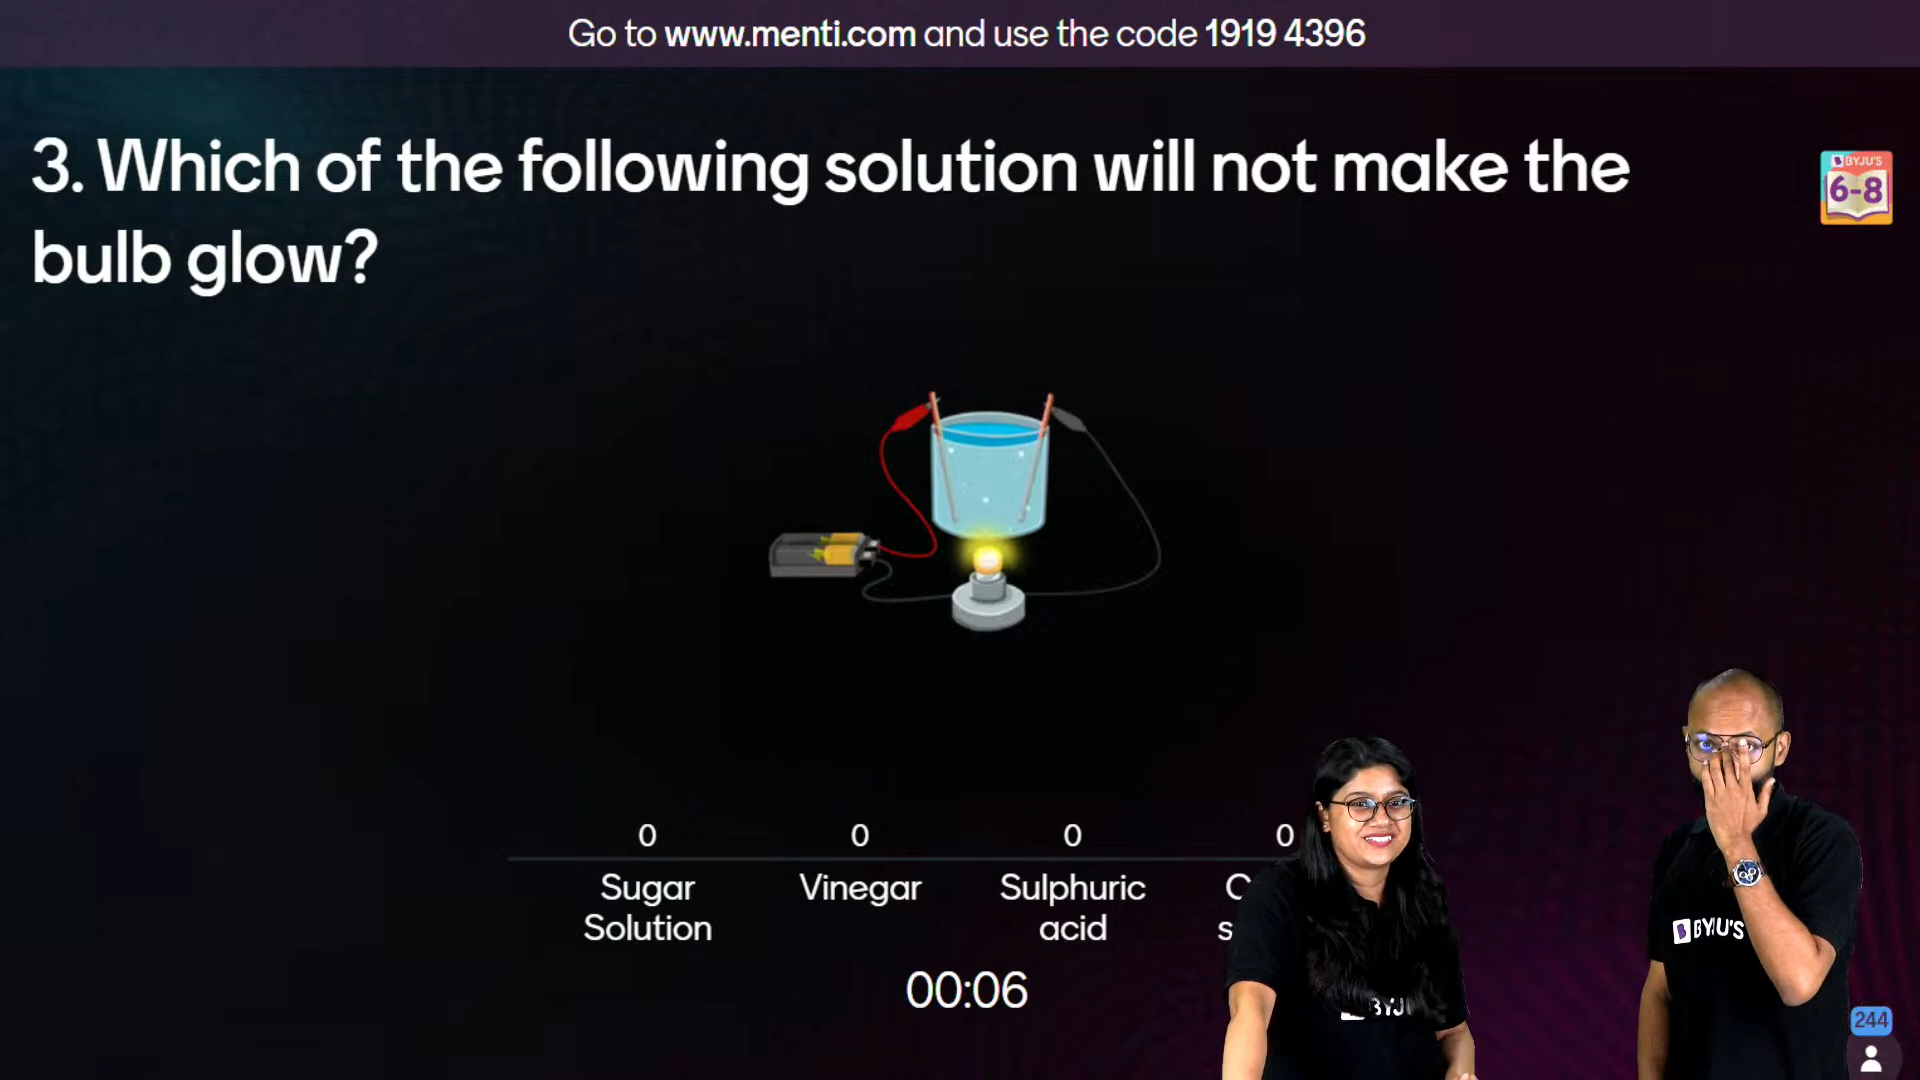 Go to www.menti.com and use the code 1919 4396
3. Which of the following solution will not make the
bulb glow?
BYJU'S
6-8
0 0 0 0
Sugar Vinegar Sulphuric
Solution acid
00:06
BYJU'S
244